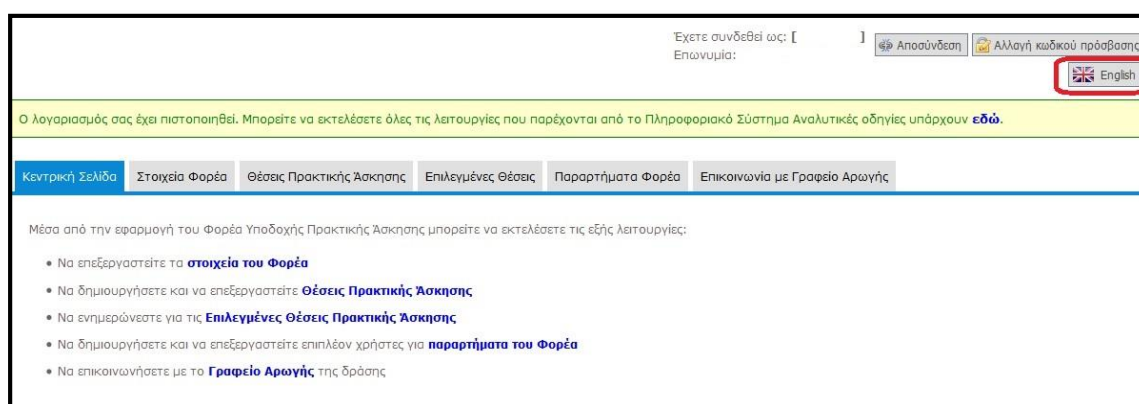 Έχετε συνδεθεί ως: [ ] Αποσύνδεση Αλλαγή κωδικού πρόσβασης
Επωνυμία:
English
Ο λογαριασμός σας έχει πιστοποιηθεί. Μπορείτε να εκτελέσετε όλες τις λειτουργίες που παρέχονται από το Πληροφοριακό Σύστημα Αναλυτικές οδηγίες υπάρχουν εδώ.
Κεντρική Σελίδα Στοιχεία Φορέα Θέσεις Πρακτικής Άσκησης Επιλεγμένες Θέσεις Παραρτήματα Φορέα Επικοινωνία με Γραφείο Αρωγής
Μέσα από την εφαρμογή του Φορέα Υποδοχής Πρακτικής Άσκησης μπορείτε να εκτελέσετε τις εξής λειτουργίες:
• Να επεξεργαστείτε τα στοιχεία του Φορέα
• Να δημιουργήσετε και να επεξεργαστείτε Θέσεις Πρακτικής Άσκησης
• Να ενημερώνεστε για τις Επιλεγμένες Θέσεις Πρακτικής Άσκησης
• Να δημιουργήσετε και να επεξεργαστείτε επιπλέον χρήστες για παραρτήματα του Φορέα
• Να επικοινωνήσετε με το Γραφείο Αρωγής της δράσης